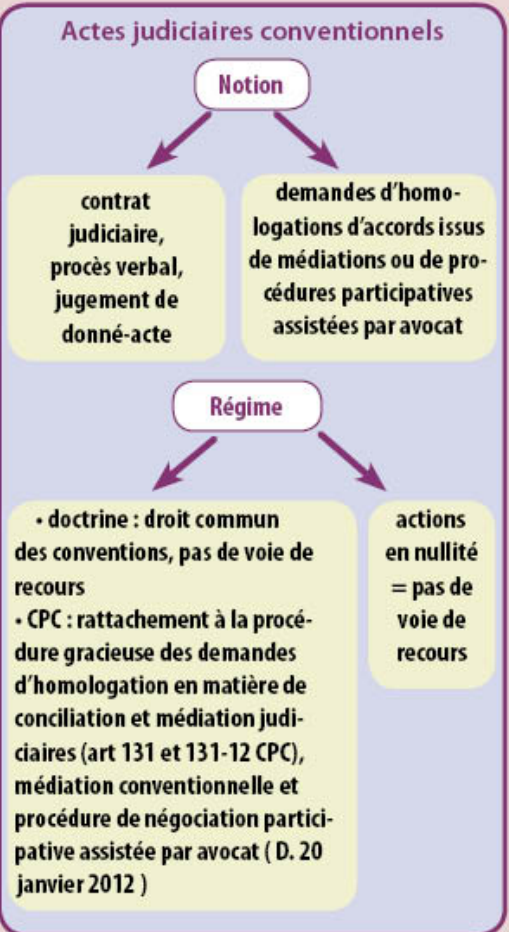 Actes judiciaires conventionnels
Notion
contrat
judiciaire,
procès verbal,
jugement de
donné-acte
demandes d'homo-
logations d'accords issus
de médiations ou de pro-
cédures participatives
assistées par avocat
Régime
• doctrine : droit commun
des conventions, pas de voie de
recours
• CPC : rattachement à la procé-
dure gracieuse des demandes
d'homologation en matière de
conciliation et médiation judi-
ciaires (art 131 et 131-12 CPC),
médiation conventionnelle et
procédure de négociation partici-
pative assistée par avocat ( D. 20
janvier 2012 )
actions
en nullité
= pas de
voie de
recours